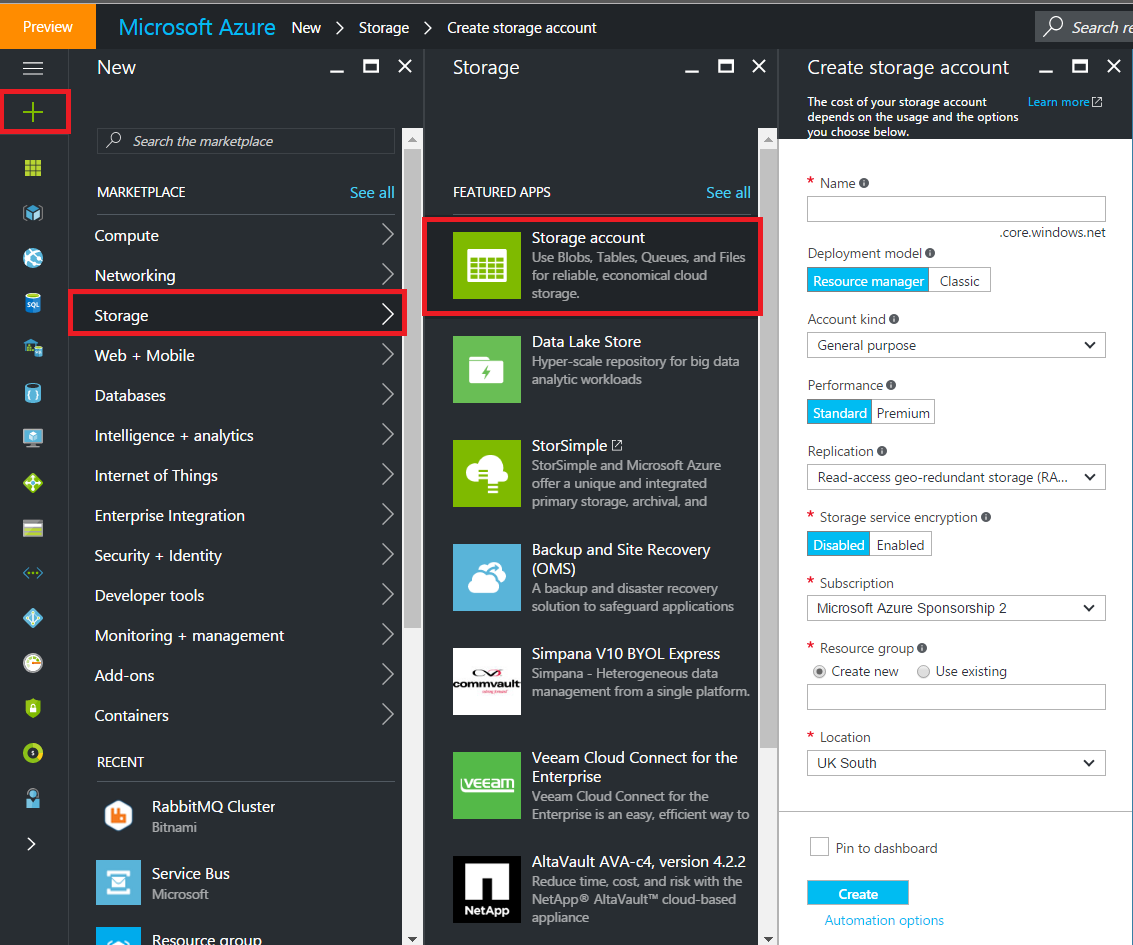 Preview
Microsoft Azure New > Storage > Create storage account
Search re
New
Search the marketplace
MARKETPLACE
See all
Compute
Networking
Storage
Web + Mobile
Databases
Intelligence + analytics
Internet of Things
Enterprise Integration
Security + Identity
Developer tools
Monitoring + management
Add-ons
Containers
RECENT
RabbitMQ Cluster
Bitnami
Service Bus
Microsoft
Resource group
SQL
Storage
FEATURED APPS
See all
Storage account
Use Blobs, Tables, Queues, and Files
for reliable, economical cloud
storage.
Data Lake Store
Hyper-scale repository for big data
analytic workloads
StorSimple
StorSimple and Microsoft Azure
offer a unique and integrated
primary storage, archival, and
Backup and Site Recovery
(OMS)
A backup and disaster recovery
solution to safeguard applications
commvault
Simpana V10 BYOL Express
Simpana - Heterogeneous data
management from a single platform.
veeam
Veeam Cloud Connect for the
Enterprise
Veeam Cloud Connect for the
Enterprise is an easy, efficient way to
NetApp
AltaVault AVA-c4, version 4.2.2
Reduce time, cost, and risk with the
NetApp® AltaVault™ cloud-based
appliance
Create storage account
The cost of your storage account
depends on the usage and the options
you choose below.
Learn more
* Name
.core.windows.net
Deployment model
Resource manager Classic
Account kind
General purpose
Performance
Standard Premium
Replication
Read-access geo-redundant storage (RA...
* Storage service encryption
Disabled Enabled
* Subscription
Microsoft Azure Sponsorship 2
* Resource group
Create new Use existing
* Location
UK South
Pin to dashboard
Create
Automation options